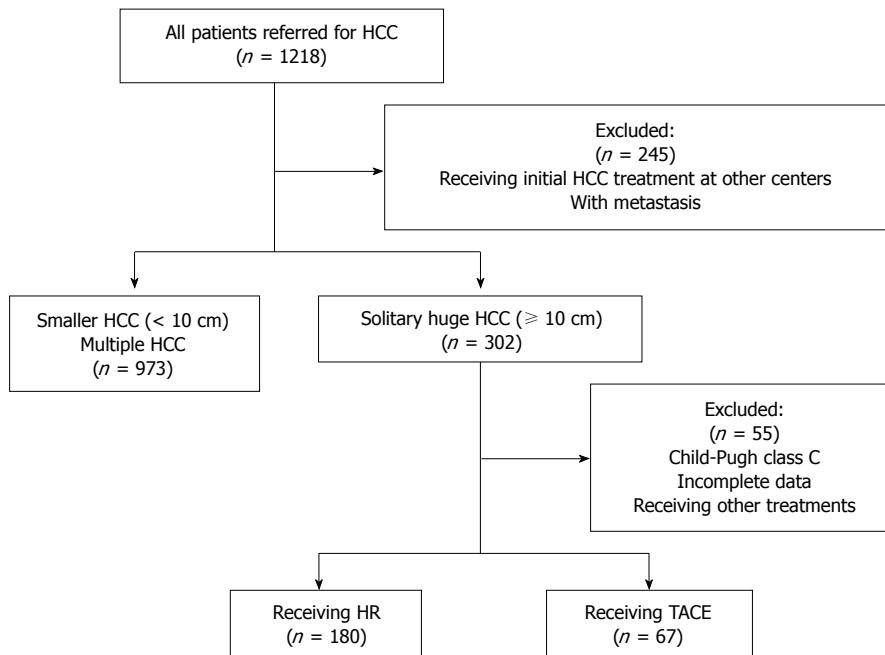 All patients referred for HCC
(n = 1218)
Excluded:
(n = 245)
Receiving initial HCC treatment at other centers
With metastasis
Smaller HCC (< 10 cm)
Multiple HCC
(n = 973)
Solitary huge HCC (⩾ 10 cm)
(n = 302)
Excluded:
(n = 55)
Child-Pugh class C
Incomplete data
Receiving other treatments
Receiving HR
(n = 180)
Receiving TACE
(n = 67)